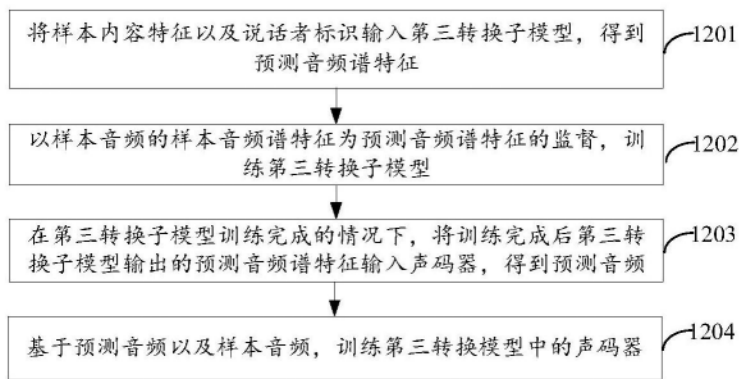 将样本内容特征以及说话者标识输入第三转换子模型，得到
预测音频谱特征
1201
以样本音频的样本音频谱特征为预测音频谱特征的监督，训
练第三转换子模型
1202
在第三转换子模型训练完成的情况下，将训练完成后第三转
换子模型输出的预测音频谱特征输入声码器，得到预测音频
1203
基于预测音频以及样本音频，训练第三转换模型中的声码器
1204